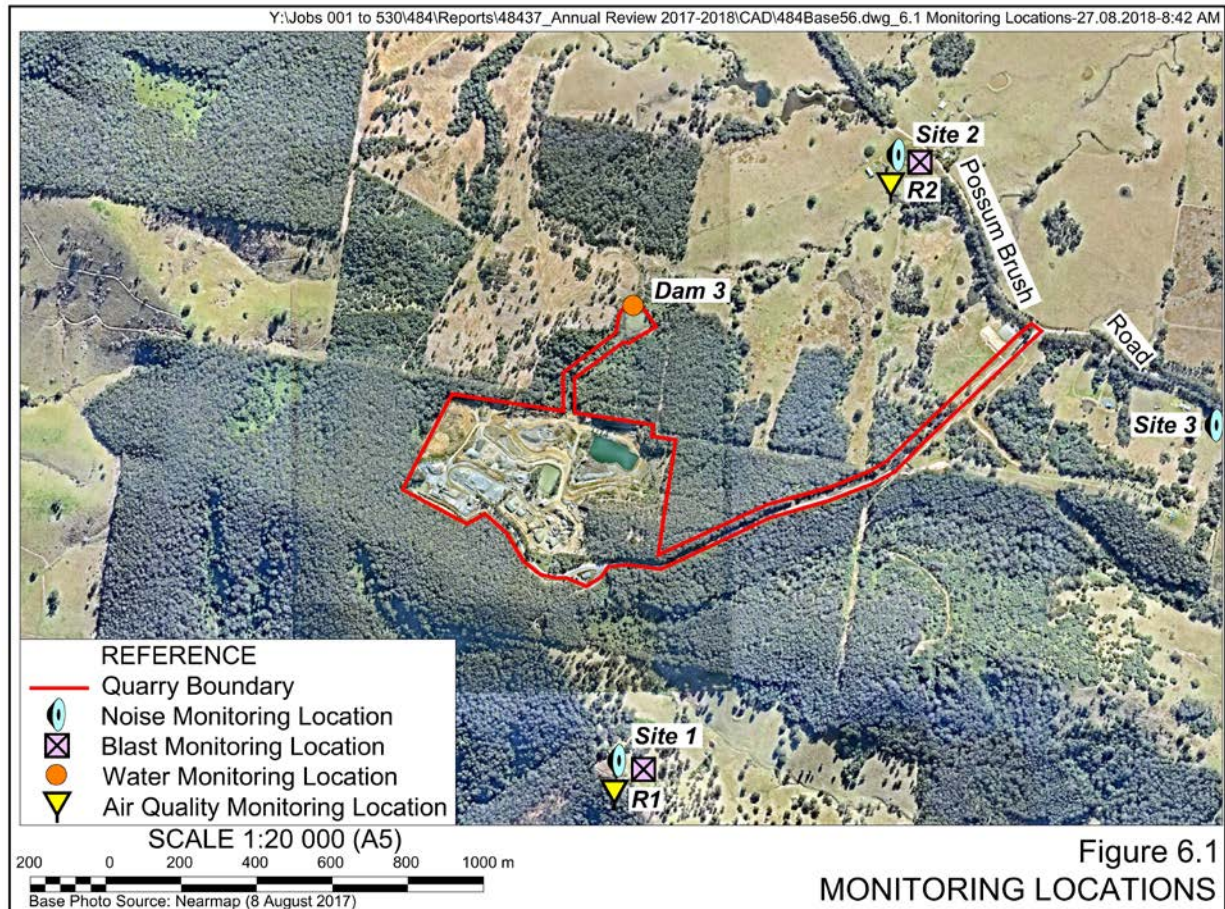 Y:\Jobs 001 to 530\484\Reports\48437_Annual Review 2017-2018\CAD\484Base56.dwg_6.1 Monitoring Locations-27.08.2018-8:42 AM
Site 2
R2
Possum Brush
Road
Dam 3
Site 3
Site 1
R1
REFERENCE
Quarry Boundary
Noise Monitoring Location
Blast Monitoring Location
Water Monitoring Location
Air Quality Monitoring Location
SCALE 1:20 000 (A5)
200 0 200 400 600 800 1000 m
Base Photo Source: Nearmap (8 August 2017)
Figure 6.1
MONITORING LOCATIONS